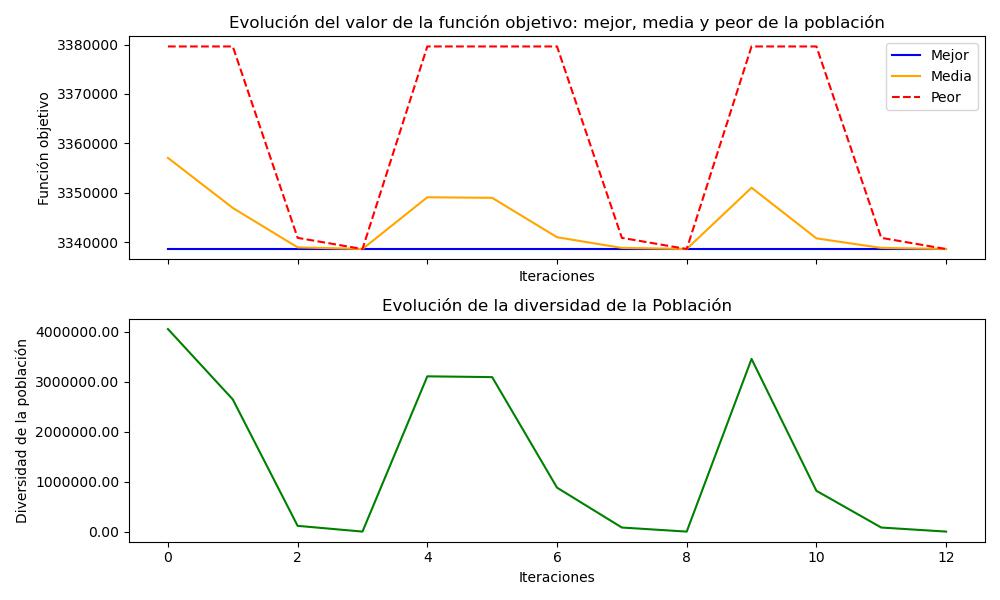 Evolución del valor de la función objetivo: mejor, media y peor de la población
3380000
3370000
3360000
3350000
3340000
Función objetivo
Mejor
Media
Peor
Iteraciones
Evolución de la diversidad de la Población
4000000.00
3000000.00
2000000.00
1000000.00
0.00
Diversidad de la población
0 2 4 6 8 10 12
Iteraciones